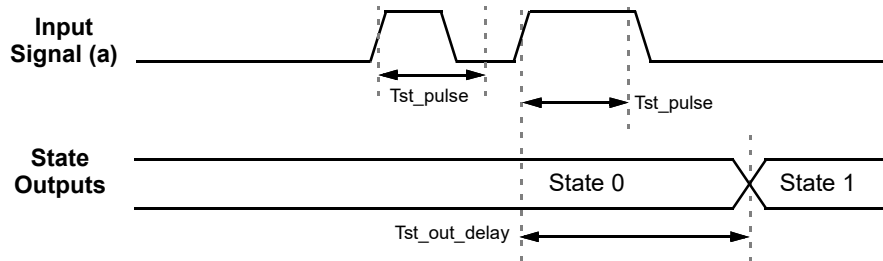 Input
Signal (a)
Tst_pulse
Tst_pulse
State
Outputs
State 0
State 1
Tst_out_delay